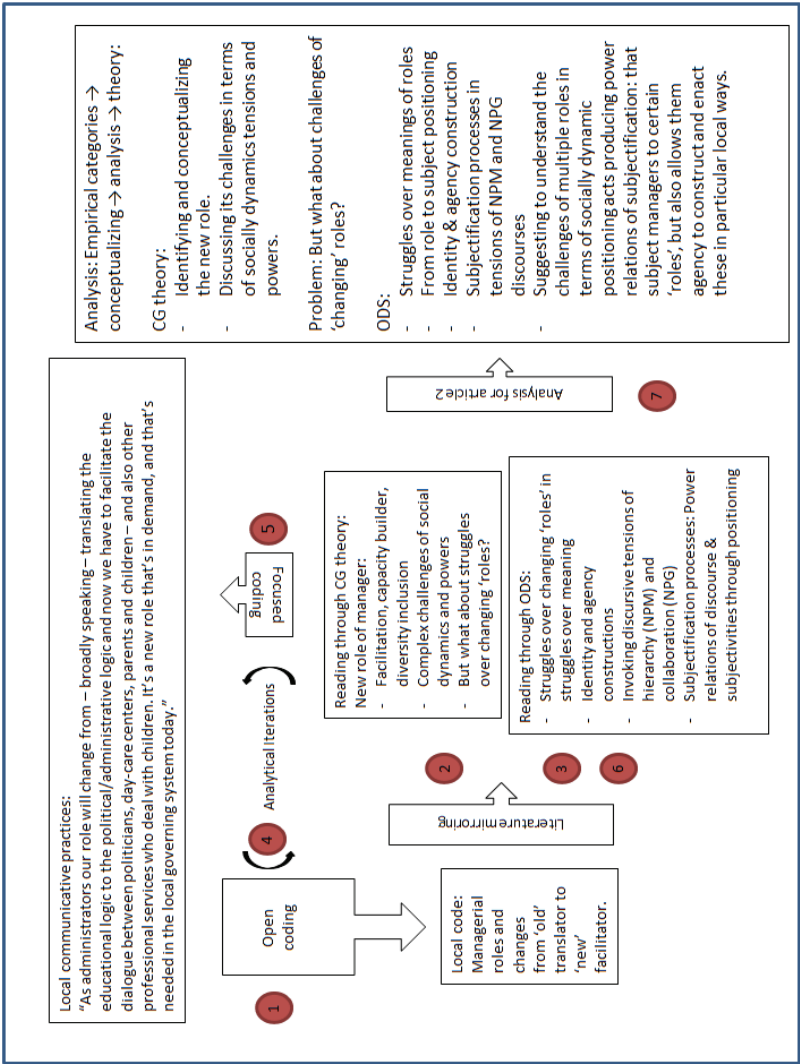 Local communicative practices:
“As administrators our role will change from – broadly speaking – translating the
educational logic to the political/administrative logic and now we have to facilitate the
dialogue between politicians, day-care centers, parents and children – and also other
professional services who deal with children. It’s a new role that’s in demand, and that’s
needed in the local governing system today.”
1
Open
coding
4
Analytical Iterations
Focused
coding
5
Local code:
Managerial
roles and
changes
from ‘old’
translator to
‘new’
facilitator.
Literature mirroring
2
3
6
Reading through CG theory:
New role of manager:
- Facilitation, capacity builder,
diversity inclusion
- Complex challenges of social
dynamics and powers
- But what about struggles
over changing ‘roles?
Reading through ODS:
- Struggles over changing ‘roles’ in
struggles over meaning
- Identity and agency
constructions
- Invoking discursive tensions of
hierarchy (NPM) and
collaboration (NPG)
- Subjectification processes: Power
relations of discourse &
subjectivities through positioning
Analysis for article 2
7
Analysis: Empirical categories →
conceptualizing → analysis → theory:
CG theory:
- Identifying and conceptualizing
the new role.
- Discussing its challenges in terms
of socially dynamics tensions and
powers.
Problem: But what about challenges of
‘changing’ roles?
ODS:
- Struggles over meanings of roles
- From role to subject positioning
- Identity & agency construction
- Subjectification processes in
tensions of NPM and NPG
discourses
- Suggesting to understand the
challenges of multiple roles in
terms of socially dynamic
positioning acts producing power
relations of subjectification: that
subject managers to certain
‘roles’, but also allows them
agency to construct and enact
these in particular local ways.